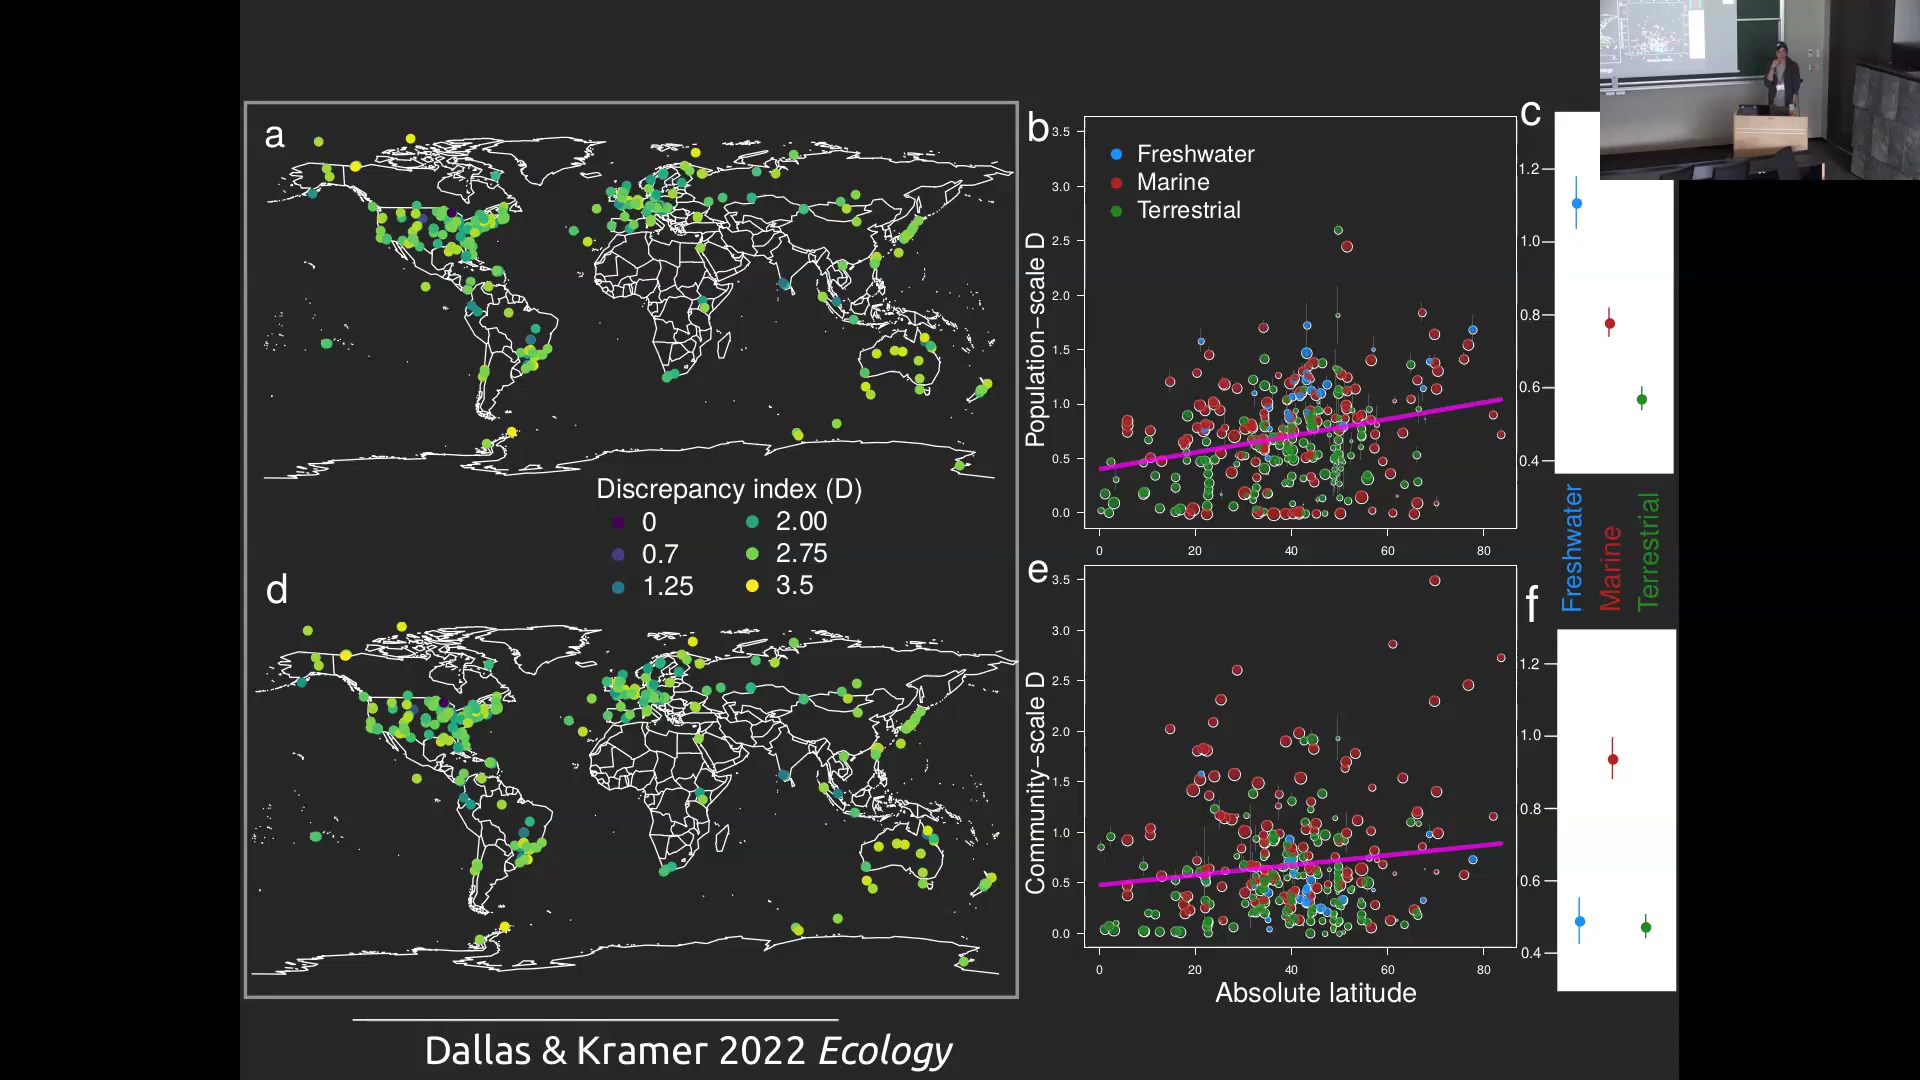 a
Discrepancy index (D)
0
0.7
1.25
2.00
2.75
3.5
d
b
Population−scale D
3.5
3.0
2.5
2.0
1.5
1.0
0.5
0.0
Freshwater
Marine
Terrestrial
0 20 40 60 80
c
1.2
1.0
0.8
0.6
0.4
Freshwater
Marine
Terrestrial
e
Community−scale D
3.5
3.0
2.5
2.0
1.5
1.0
0.5
0.0
0 20 40 60 80
Absolute latitude
f
1.2
1.0
0.8
0.6
0.4
Dallas & Kramer 2022 Ecology